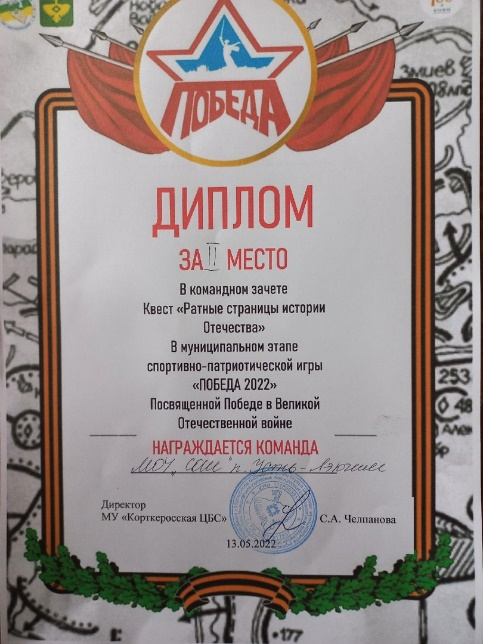 ПОБЕДА
ДИПЛОМ
ЗА II МЕСТО
В командном зачете
Квест «Ратные страницы истории
Отечества»
В муниципальном этапе
спортивно-патриотической игры
«ПОБЕДА 2022»
Посвященной Победе в Великой
Отечественной войне
НАГРАЖДАЕТСЯ КОМАНДА
МОУ „СОШ" п. Усть-Лэкчим
Директор
МУ «Корткеросская ЦБС»
С.А. Челпанова
13.05.2022
253
177